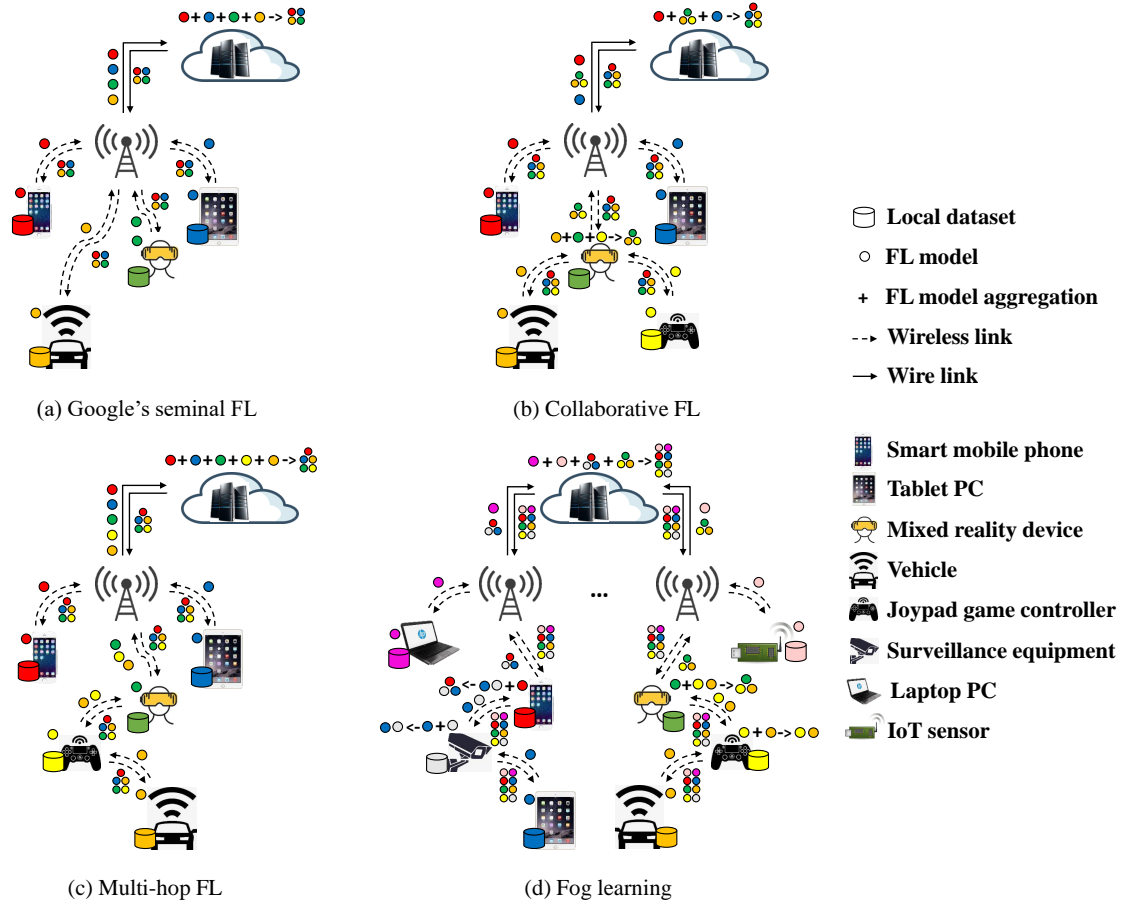 (a) Google's seminal FL
(b) Collaborative FL
(c) Multi-hop FL
...
(d) Fog learning
Local dataset
FL model
+ FL model aggregation
Wireless link
Wire link
Smart mobile phone
Tablet PC
Mixed reality device
Vehicle
Joypad game controller
Surveillance equipment
Laptop PC
IoT sensor